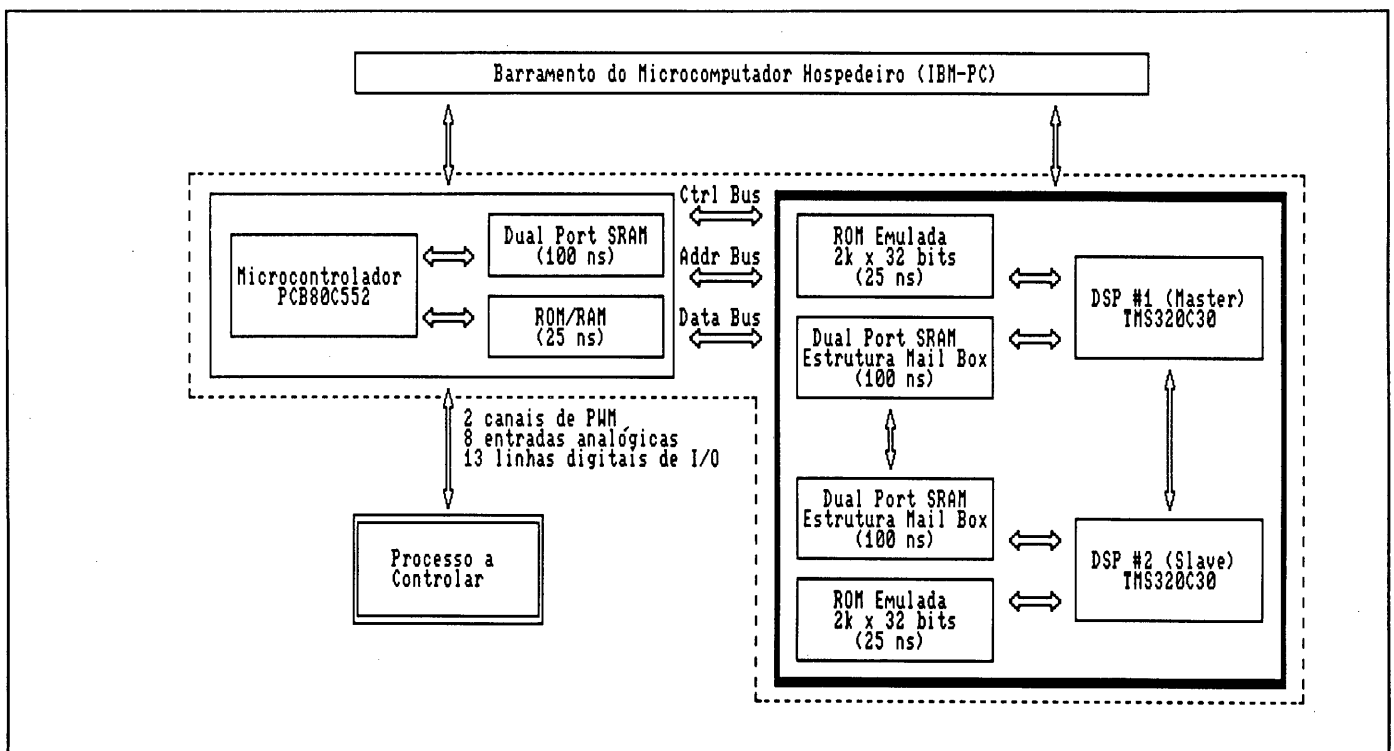 Barramento do Microcomputador Hospedeiro (IBM-PC)
Microcontrolador
PCB80C552
Dual Port SRAM
(100 ns)
ROM/RAM
(25 ns)
Ctrl Bus
Addr Bus
Data Bus
ROM Emulada
2k x 32 bits
(25 ns)
Dual Port SRAM
Estrutura Mail Box
(100 ns)
DSP #1 (Master)
TMS320C30
2 canais de PWM
8 entradas analógicas
13 linhas digitais de I/O
Processo a
Controlar
Dual Port SRAM
Estrutura Mail Box
(100 ns)
ROM Emulada
2k x 32 bits
(25 ns)
DSP #2 (Slave)
TMS320C30